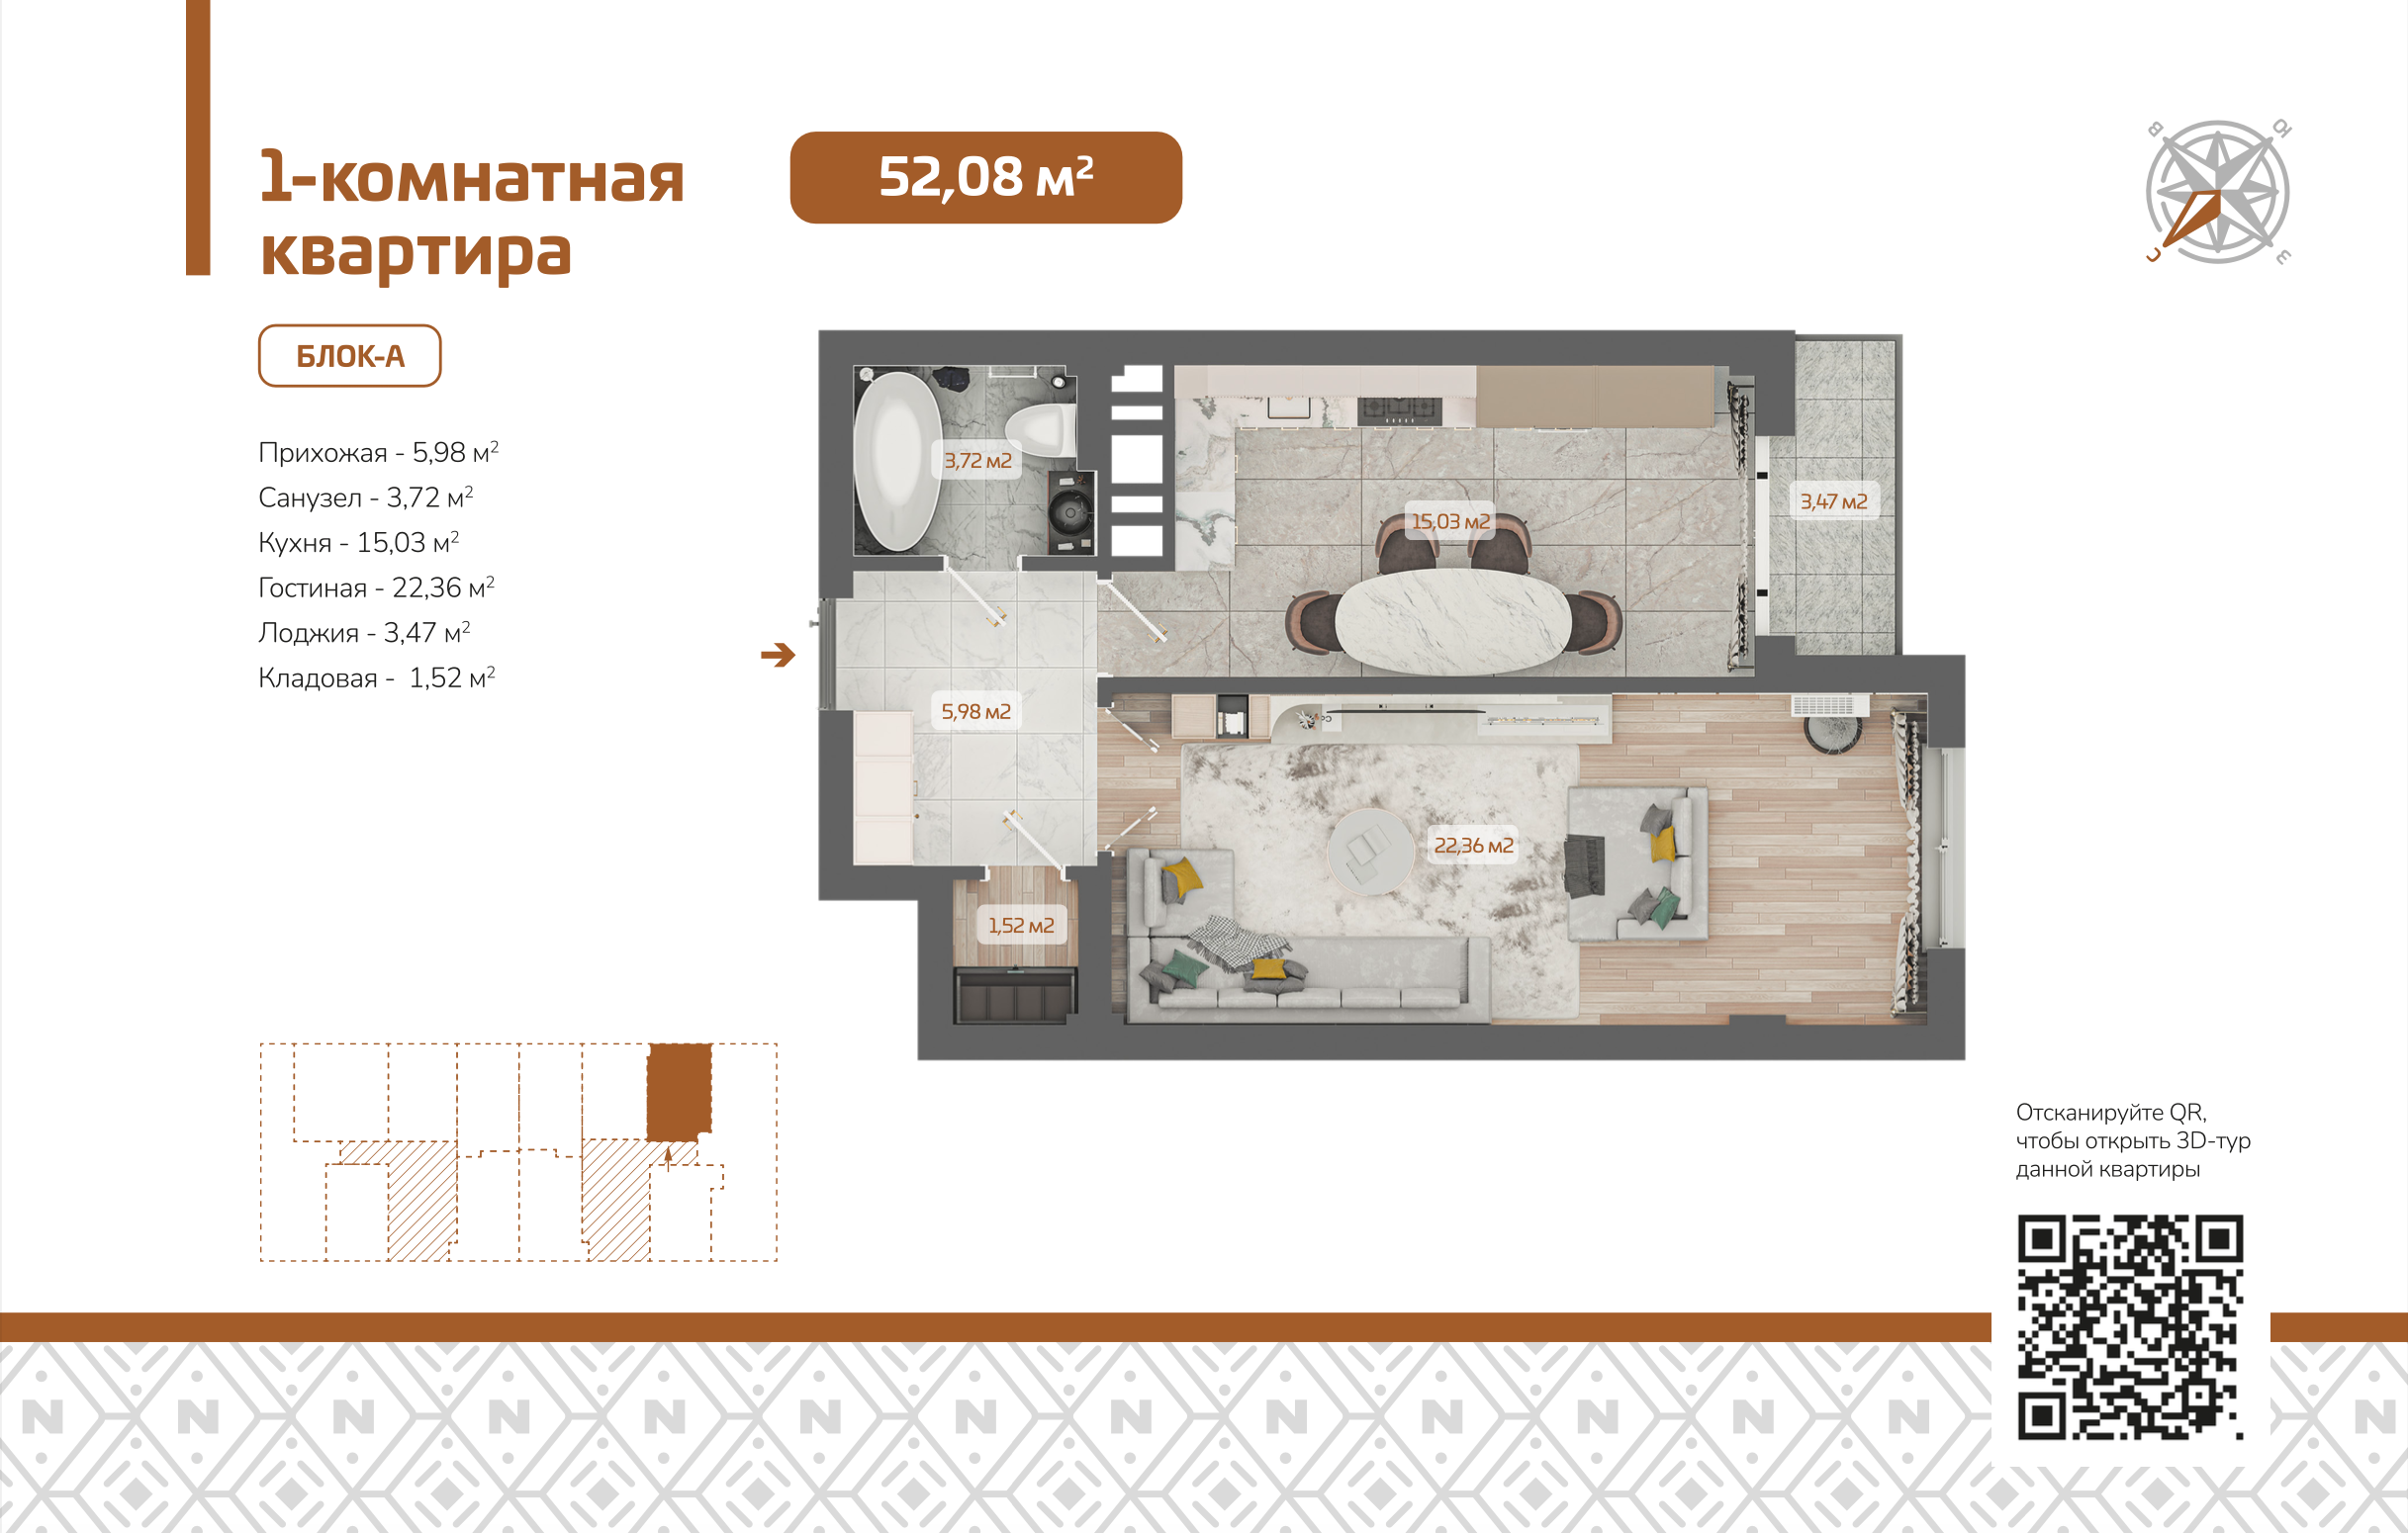 1-комнатная
квартира
52,08 м²
В
Ю
С
З
БЛОК-А
Прихожая - 5,98 м²
Санузел - 3,72 м²
Кухня - 15,03 м²
Гостиная - 22,36 м²
Лоджия - 3,47 м²
Кладовая - 1,52 м²
3,72 м2
15,03 м2
3,47 м2
5,98 м2
22,36 м2
1,52 м2
Отсканируйте QR,
чтобы открыть 3D-тур
данной квартиры
N N N N N N N N N N N N N N